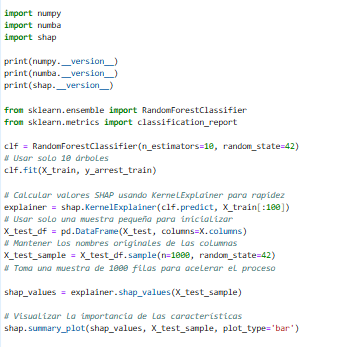 import numpy
import numba
import shap
print(numpy.__version__)
print(numba.__version__)
print(shap.__version__)
from sklearn.ensemble import RandomForestClassifier
from sklearn.metrics import classification_report
clf = RandomForestClassifier(n_estimators=10, random_state=42)
# Usar solo 10 árboles
clf.fit(X_train, y_arrest_train)
# Calcular valores SHAP usando KernelExplainer para rapidez
explainer = shap.KernelExplainer(clf.predict, X_train[:100])
# Usar solo una muestra pequeña para inicializar
X_test_df = pd.DataFrame(X_test, columns=X.columns)
# Mantener los nombres originales de las columnas
X_test_sample = X_test_df.sample(n=1000, random_state=42)
# Toma una muestra de 1000 filas para acelerar el proceso
shap_values = explainer.shap_values(X_test_sample)
# Visualizar la importancia de las características
shap.summary_plot(shap_values, X_test_sample, plot_type='bar')